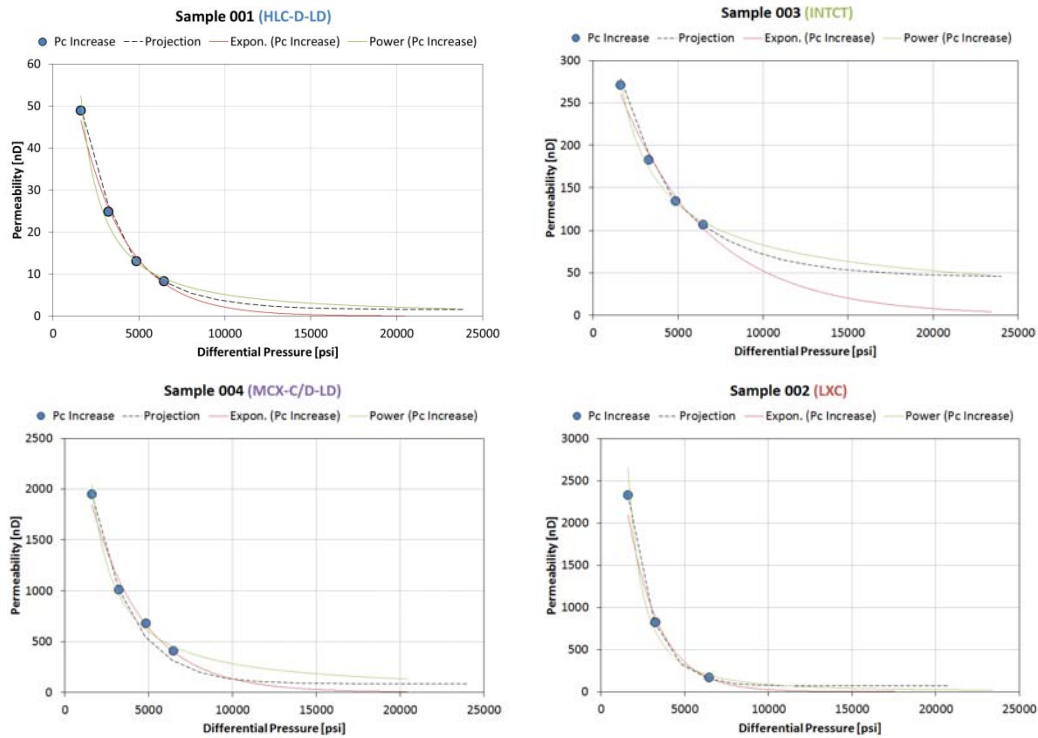 Sample 001 (HLC-D-LD)
Pc Increase Projection Expon. (Pc Increase) Power (Pc Increase)
60
50
40
30
20
10
0
Permeability [nD]
0 5000 10000 15000 20000 25000
Differential Pressure [psi]
Sample 003 (INTCT)
Pc Increase Projection Expon. (Pc Increase) Power (Pc Increase)
300
250
200
150
100
50
0
Permeability [nD]
0 5000 10000 15000 20000 25000
Differential Pressure [psi]
Sample 004 (MCX-C/D-LD)
Pc Increase Projection Expon. (Pc Increase) Power (Pc Increase)
2500
2000
1500
1000
500
0
Permeability [nD]
0 5000 10000 15000 20000 25000
Differential Pressure [psi]
Sample 002 (LXC)
Pc Increase Projection Expon. (Pc Increase) Power (Pc Increase)
3000
2500
2000
1500
1000
500
0
Permeability [nD]
0 5000 10000 15000 20000 25000
Differential Pressure [psi]